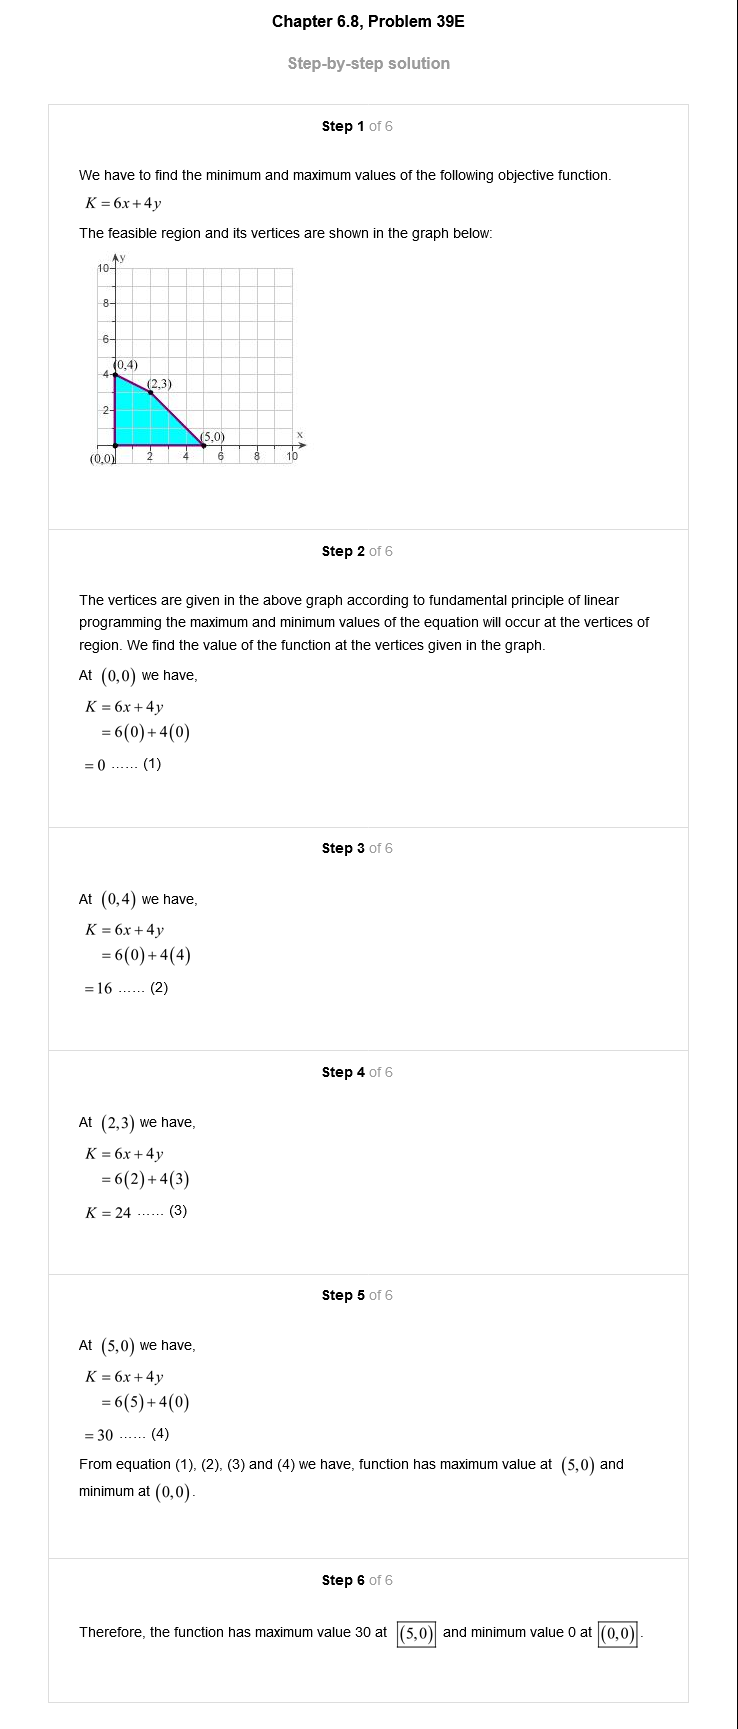 Chapter 6.8, Problem 39E
Step-by-step solution
Step 1 of 6
We have to find the minimum and maximum values of the following objective function.
K = 6x + 4y
The feasible region and its vertices are shown in the graph below:
y
10
8
6
(0,4)
4
(2,3)
2
(5,0)
x
(0,0)
2 4 6 8 10
Step 2 of 6
The vertices are given in the above graph according to fundamental principle of linear
programming the maximum and minimum values of the equation will occur at the vertices of
region. We find the value of the function at the vertices given in the graph.
At (0,0) we have,
K = 6x + 4y
= 6(0) + 4(0)
= 0 ...... (1)
Step 3 of 6
At (0,4) we have,
K = 6x + 4y
= 6(0) + 4(4)
= 16 ...... (2)
Step 4 of 6
At (2,3) we have,
K = 6x + 4y
= 6(2) + 4(3)
K = 24 ...... (3)
Step 5 of 6
At (5,0) we have,
K = 6x + 4y
= 6(5) + 4(0)
= 30 ...... (4)
From equation (1), (2), (3) and (4) we have, function has maximum value at (5,0) and
minimum at (0,0).
Step 6 of 6
Therefore, the function has maximum value 30 at (5,0) and minimum value 0 at (0,0).